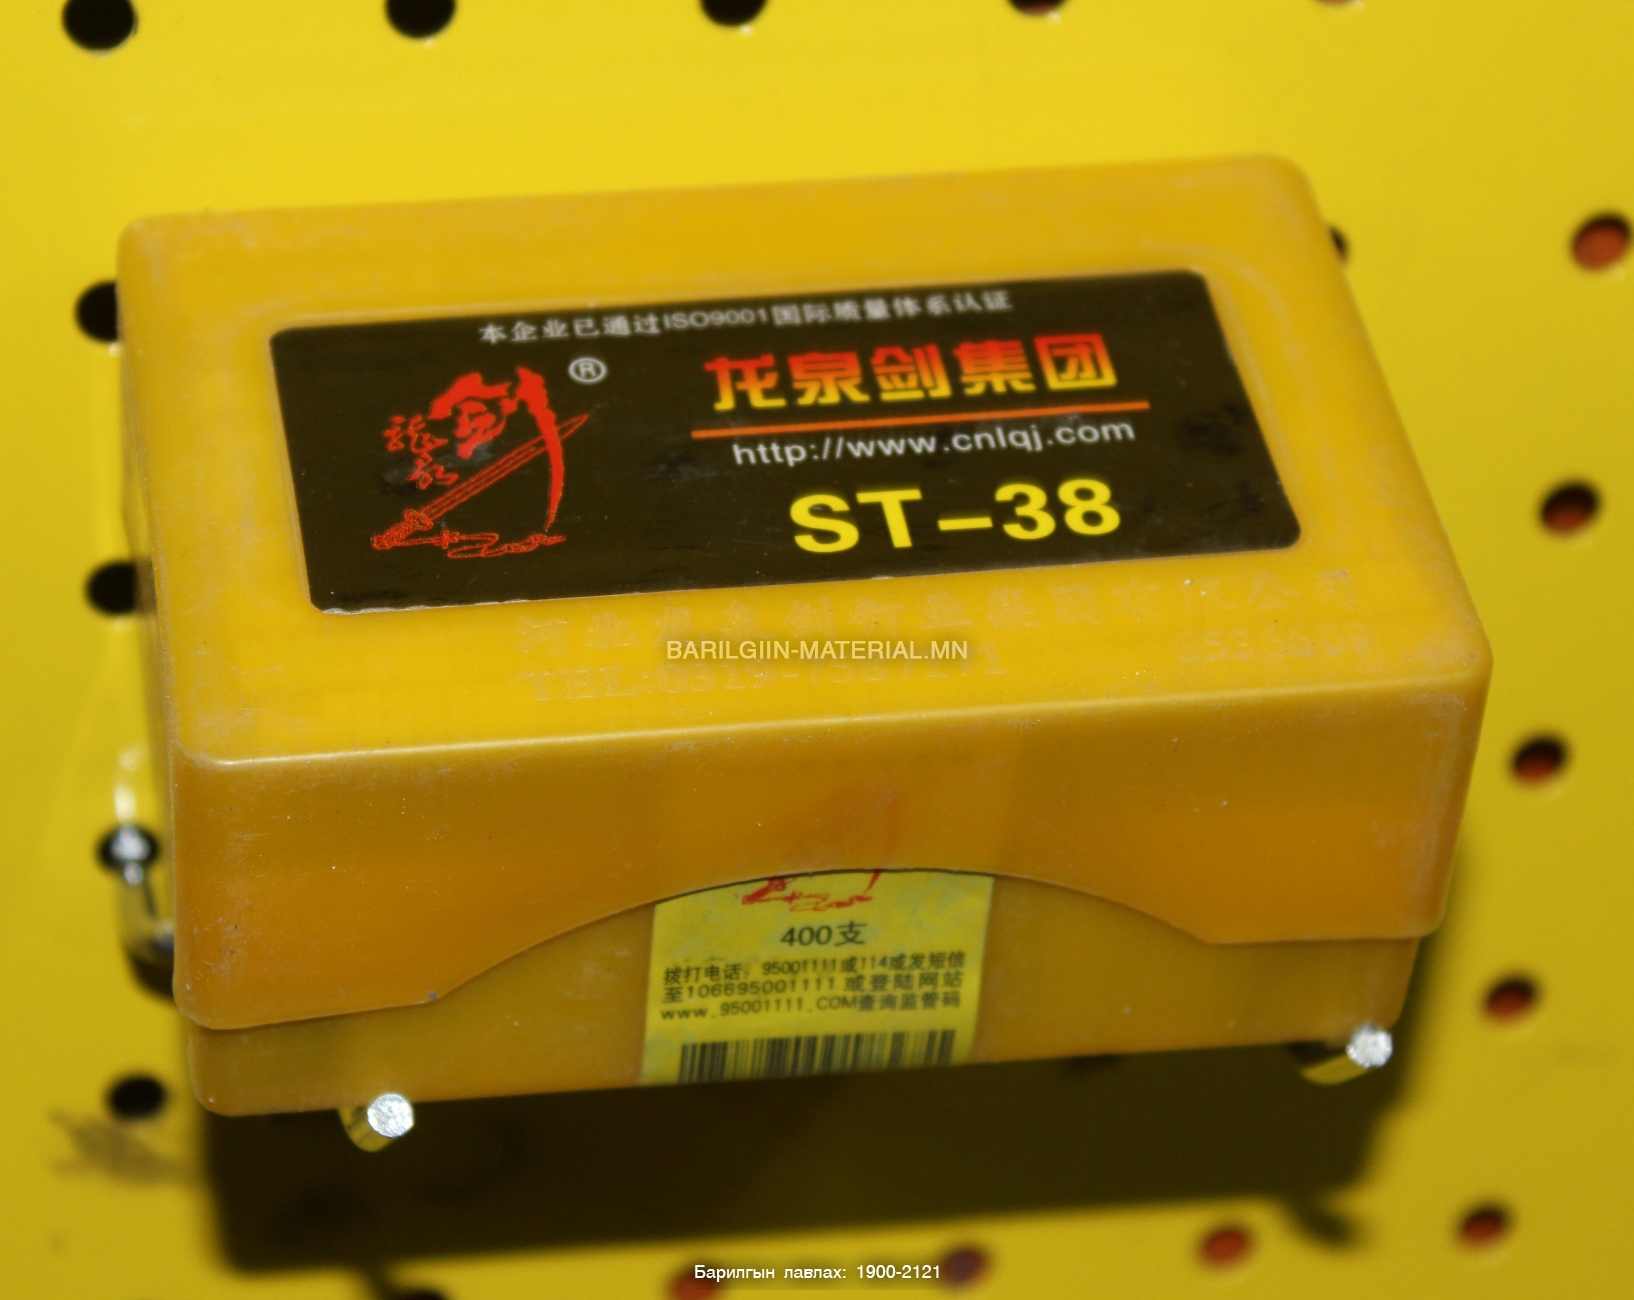 本企业已通过ISO9001国际质量体系认证
剑
®
龙泉剑集团
http://www.cnlqj.com
ST-38
BARILGIIN-MATERIAL.MN
400支
拨打电话：95001111或114或发短信
至106695001111或登陆网站
www.95001111.COM查询监管码
Барилгын лавлах: 1900-2121